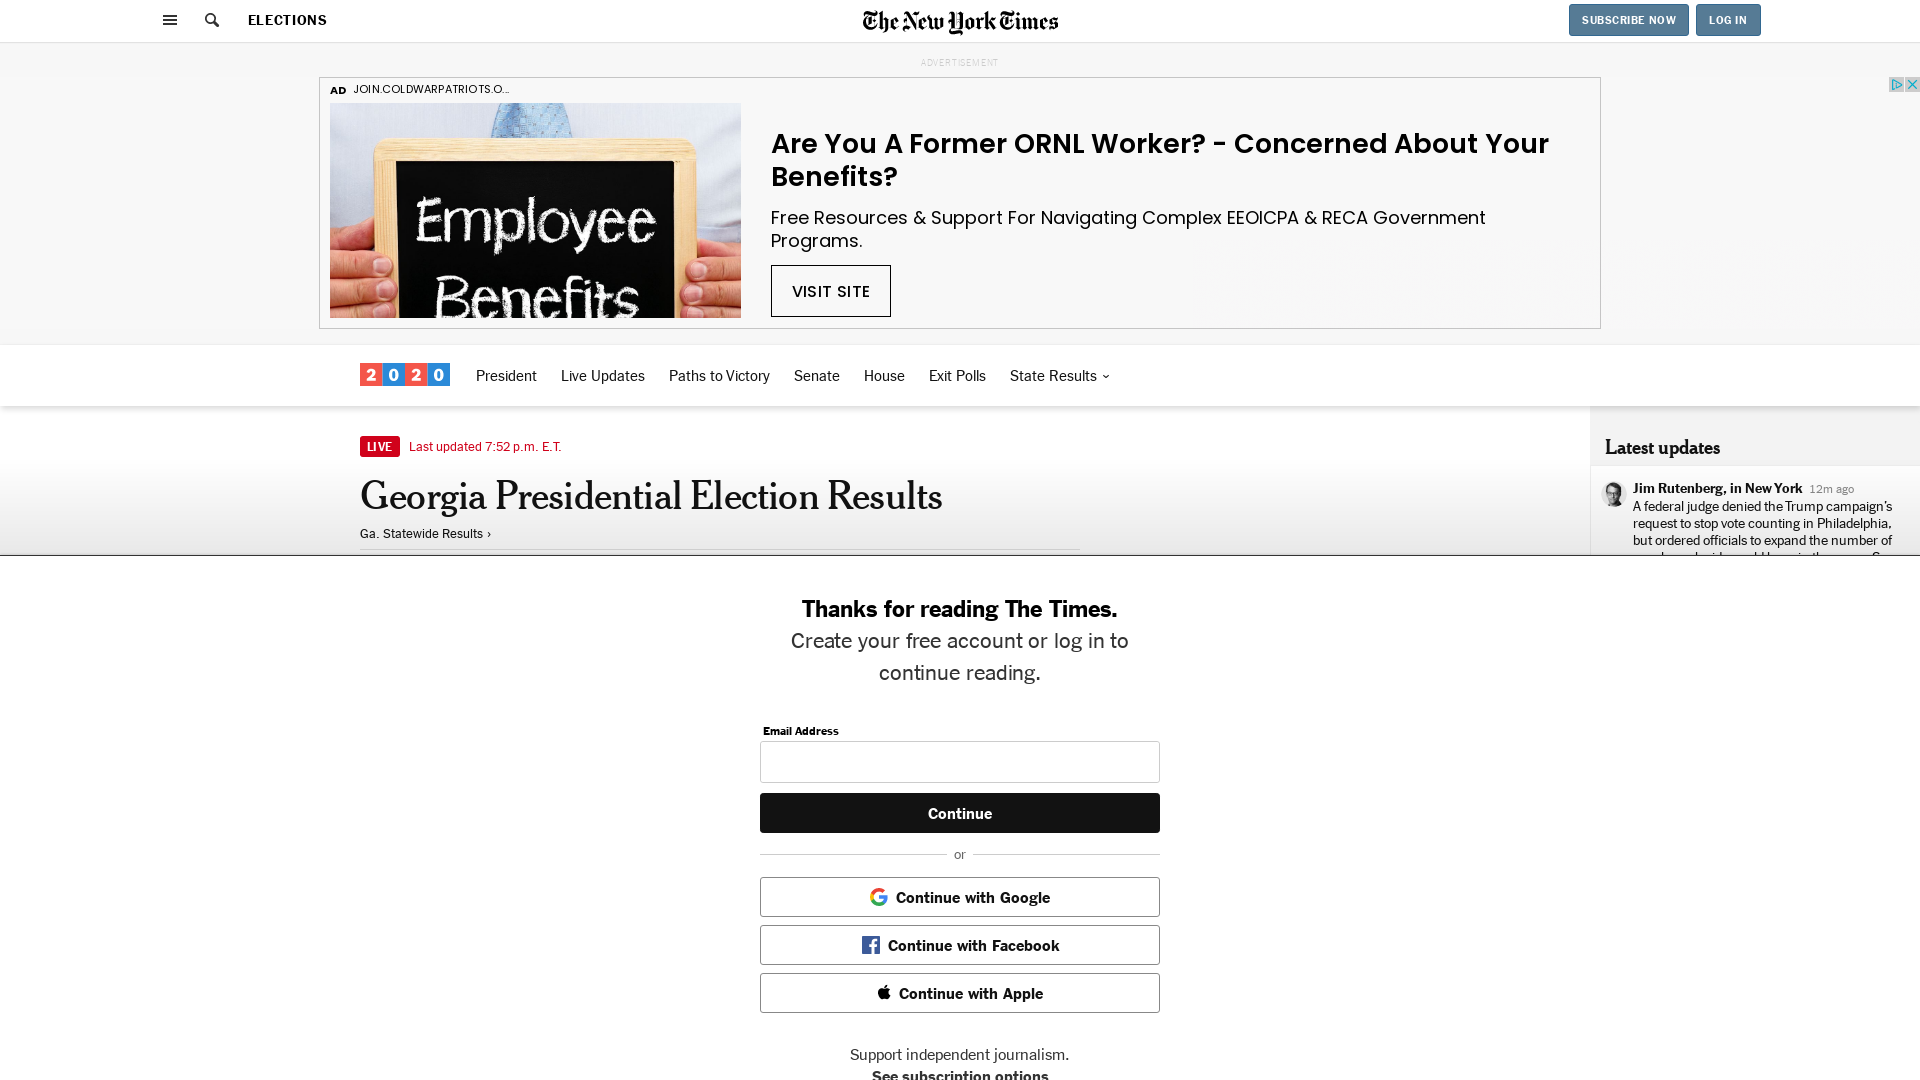 ELECTIONS
The New York Times
SUBSCRIBE NOW
LOG IN
ADVERTISEMENT
AD JOIN.COLDWARPATRIOTS.O...
Employee
Benefits
Are You A Former ORNL Worker? - Concerned About Your
Benefits?
Free Resources & Support For Navigating Complex EEOICPA & RECA Government
Programs.
VISIT SITE
2020
President
Live Updates
Paths to Victory
Senate
House
Exit Polls
State Results
LIVE Last updated 7:52 p.m. E.T.
Georgia Presidential Election Results
Ga. Statewide Results ›
Latest updates
Jim Rutenberg, in New York 12m ago
A federal judge denied the Trump campaign's
request to stop vote counting in Philadelphia,
but ordered officials to expand the number of
Thanks for reading The Times.
Create your free account or log in to
continue reading.
Email Address
Continue
or
Continue with Google
Continue with Facebook
Continue with Apple
Support independent journalism.
See subscription options